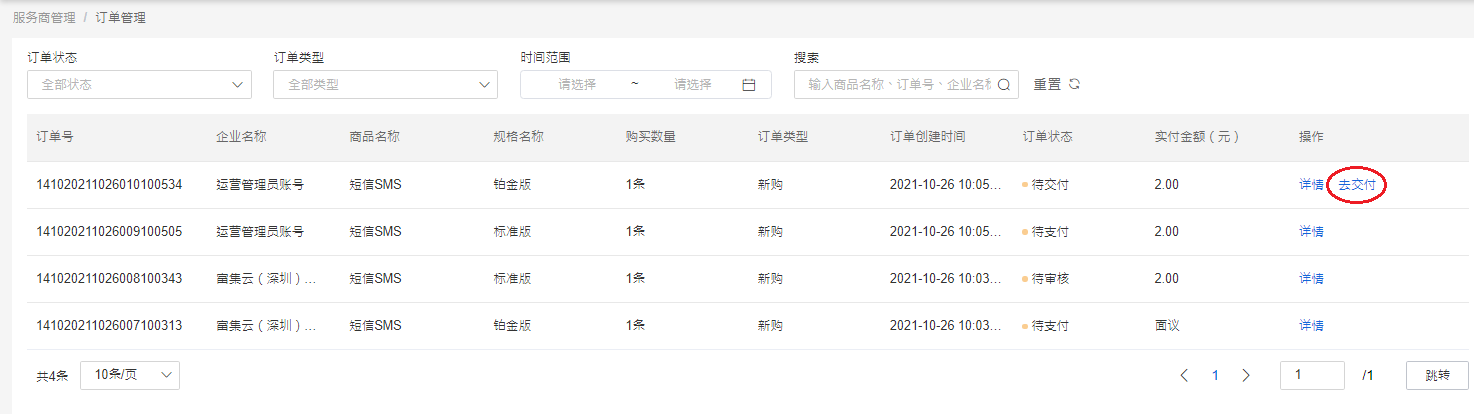 服务商管理 / 订单管理
订单状态 订单类型 时间范围 搜索
全部状态 全部类型 请选择 ~ 请选择 输入商品名称、订单号、企业名称 重置
订单号 企业名称 商品名称 规格名称 购买数量 订单类型 订单创建时间 订单状态 实付金额（元） 操作
141020211026010100534 运营管理员账号 短信SMS 铂金版 1条 新购 2021-10-26 10:05... 待交付 2.00 详情 去交付
141020211026009100505 运营管理员账号 短信SMS 标准版 1条 新购 2021-10-26 10:05... 待支付 2.00 详情
141020211026008100343 富集云（深圳）... 短信SMS 标准版 1条 新购 2021-10-26 10:03... 待审核 2.00 详情
141020211026007100313 富集云（深圳）... 短信SMS 铂金版 1条 新购 2021-10-26 10:03... 待支付 面议 详情
共4条 10条/页 1 1 /1 跳转